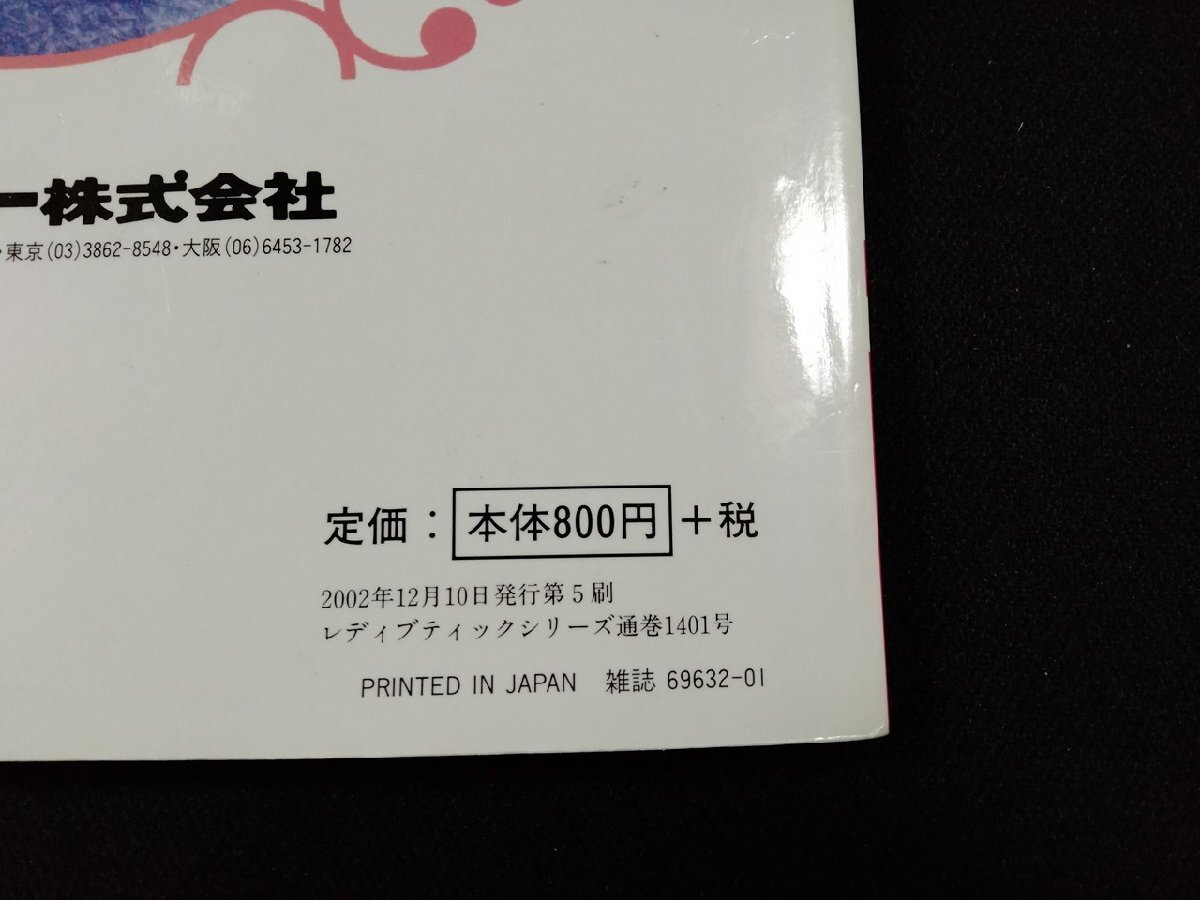 ー株式会社
・東京(03)3862-8548・大阪(06)6453-1782
定価：本体800円＋税
2002年12月10日発行第５刷
レディブティックシリーズ通巻1401号
PRINTED IN JAPAN 雑誌 69632-01